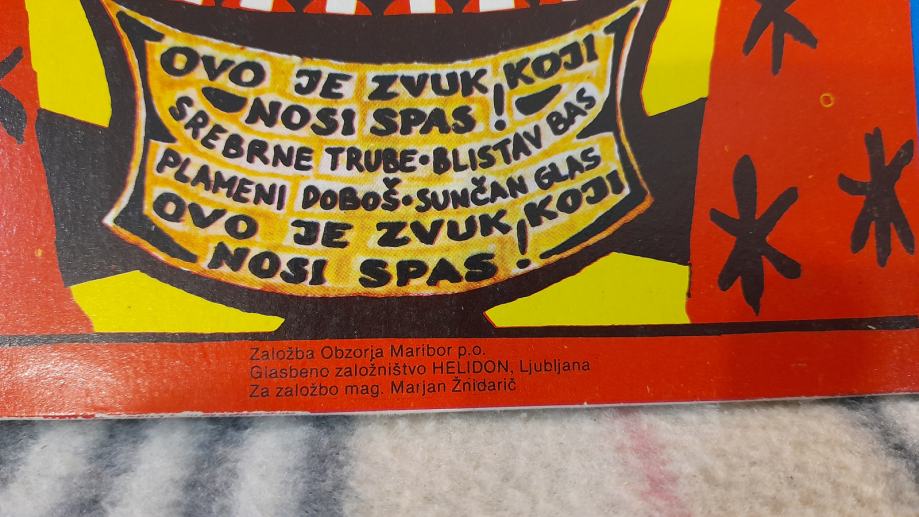 OVO JE ZVUK KOJI
NOSI SPAS!
SREBRNE TRUBE•BLISTAV BAS
PLAMENI DOBOŠ•SUNČAN GLAS
OVO JE ZVUK KOJI
NOSI SPAS!
Založba Obzorja Maribor p.o.
Glasbeno založništvo HELIDON, Ljubljana
Za založbo mag. Marjan Žnidarič